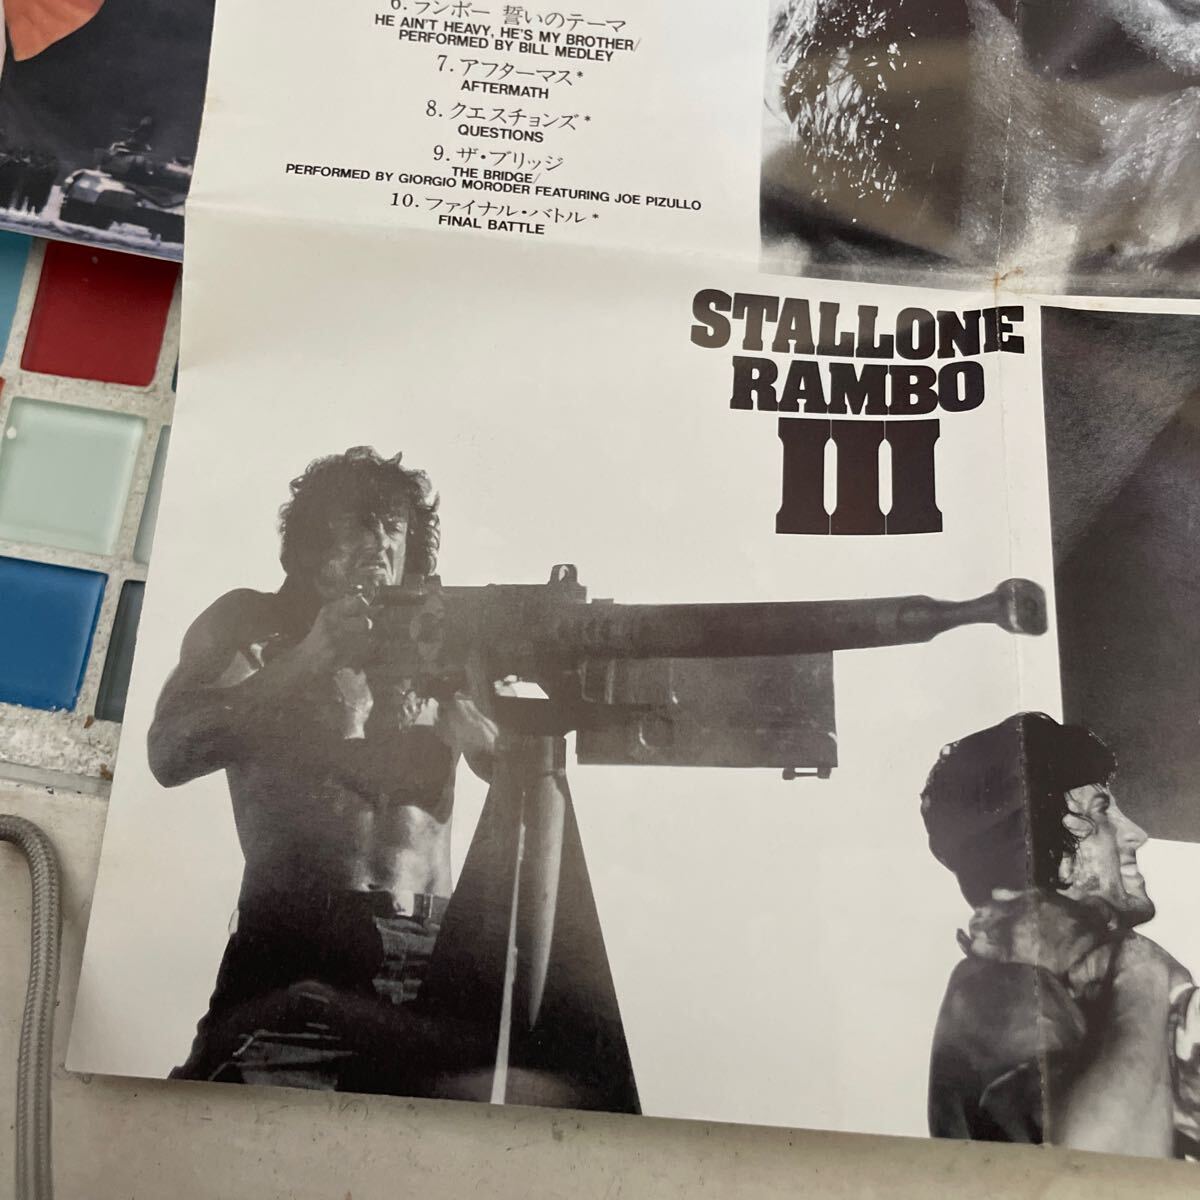 6. ランボー 誓いのテーマ
HE AIN'T HEAVY, HE'S MY BROTHER/
PERFORMED BY BILL MEDLEY
7. アフターマス*
AFTERMATH
8. クエスチョンズ*
QUESTIONS
9. ザ・ブリッジ
THE BRIDGE/
PERFORMED BY GIORGIO MORODER FEATURING JOE PIZULLO
10. ファイナル・バトル*
FINAL BATTLE
STALLONE
RAMBO
III